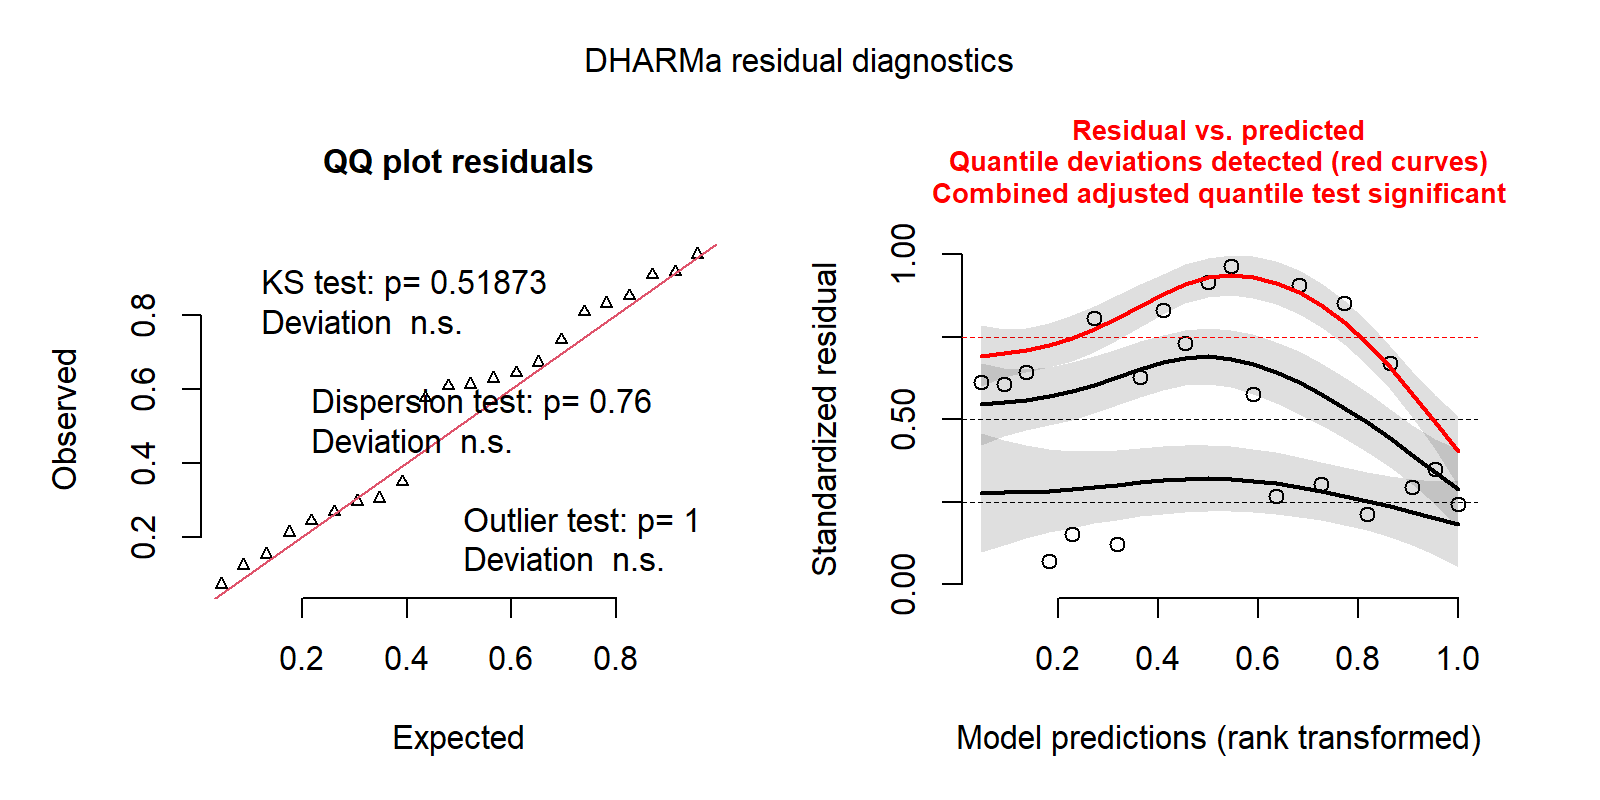 DHARMa residual diagnostics
QQ plot residuals
KS test: p= 0.51873
Deviation  n.s.
Dispersion test: p= 0.76
Deviation  n.s.
Outlier test: p= 1
Deviation  n.s.
Observed
0.2
0.4
0.6
0.8
0.2 0.4 0.6 0.8
Expected
Residual vs. predicted
Quantile deviations detected (red curves)
Combined adjusted quantile test significant
Standardized residual
0.00
0.50
1.00
0.2 0.4 0.6 0.8 1.0
Model predictions (rank transformed)